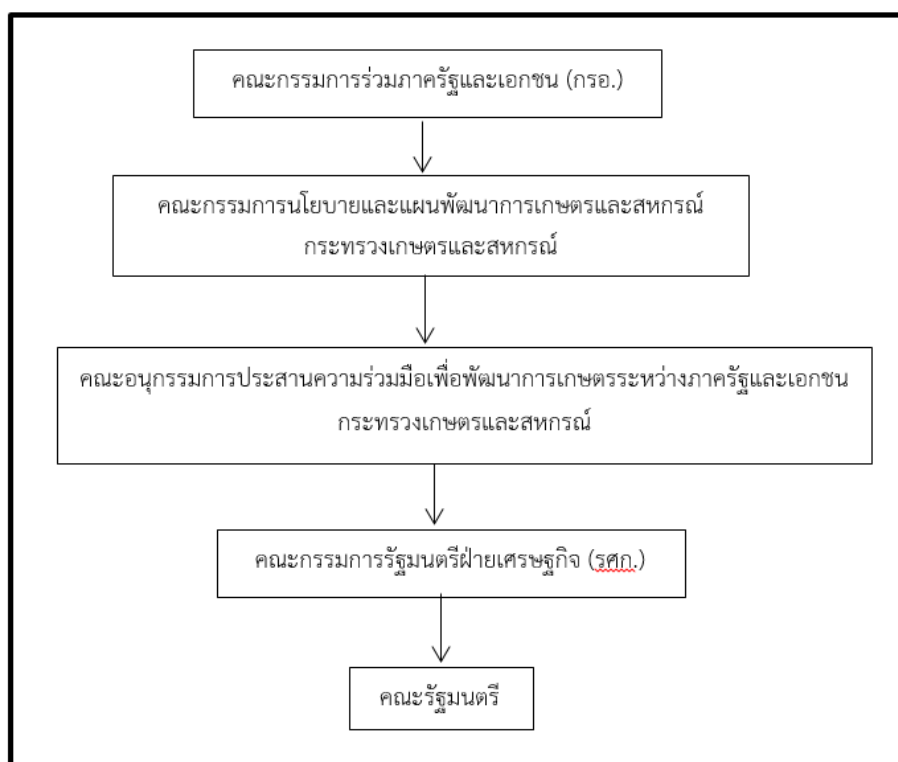 คณะกรรมการร่วมภาครัฐและเอกชน (กรอ.)
คณะกรรมการนโยบายและแผนพัฒนาการเกษตรและสหกรณ์
กระทรวงเกษตรและสหกรณ์
คณะอนุกรรมการประสานความร่วมมือเพื่อพัฒนาการเกษตรระหว่างภาครัฐและเอกชน
กระทรวงเกษตรและสหกรณ์
คณะกรรมการรัฐมนตรีฝ่ายเศรษฐกิจ (รศก.)
คณะรัฐมนตรี